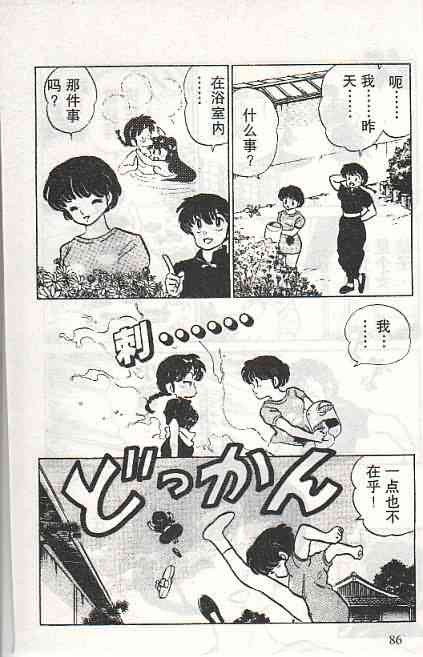 呃……
我……昨
天……
什么事？
在浴室内
……
那件事
吗？
刺……
我……
どっかん
一点也不
在乎！
86